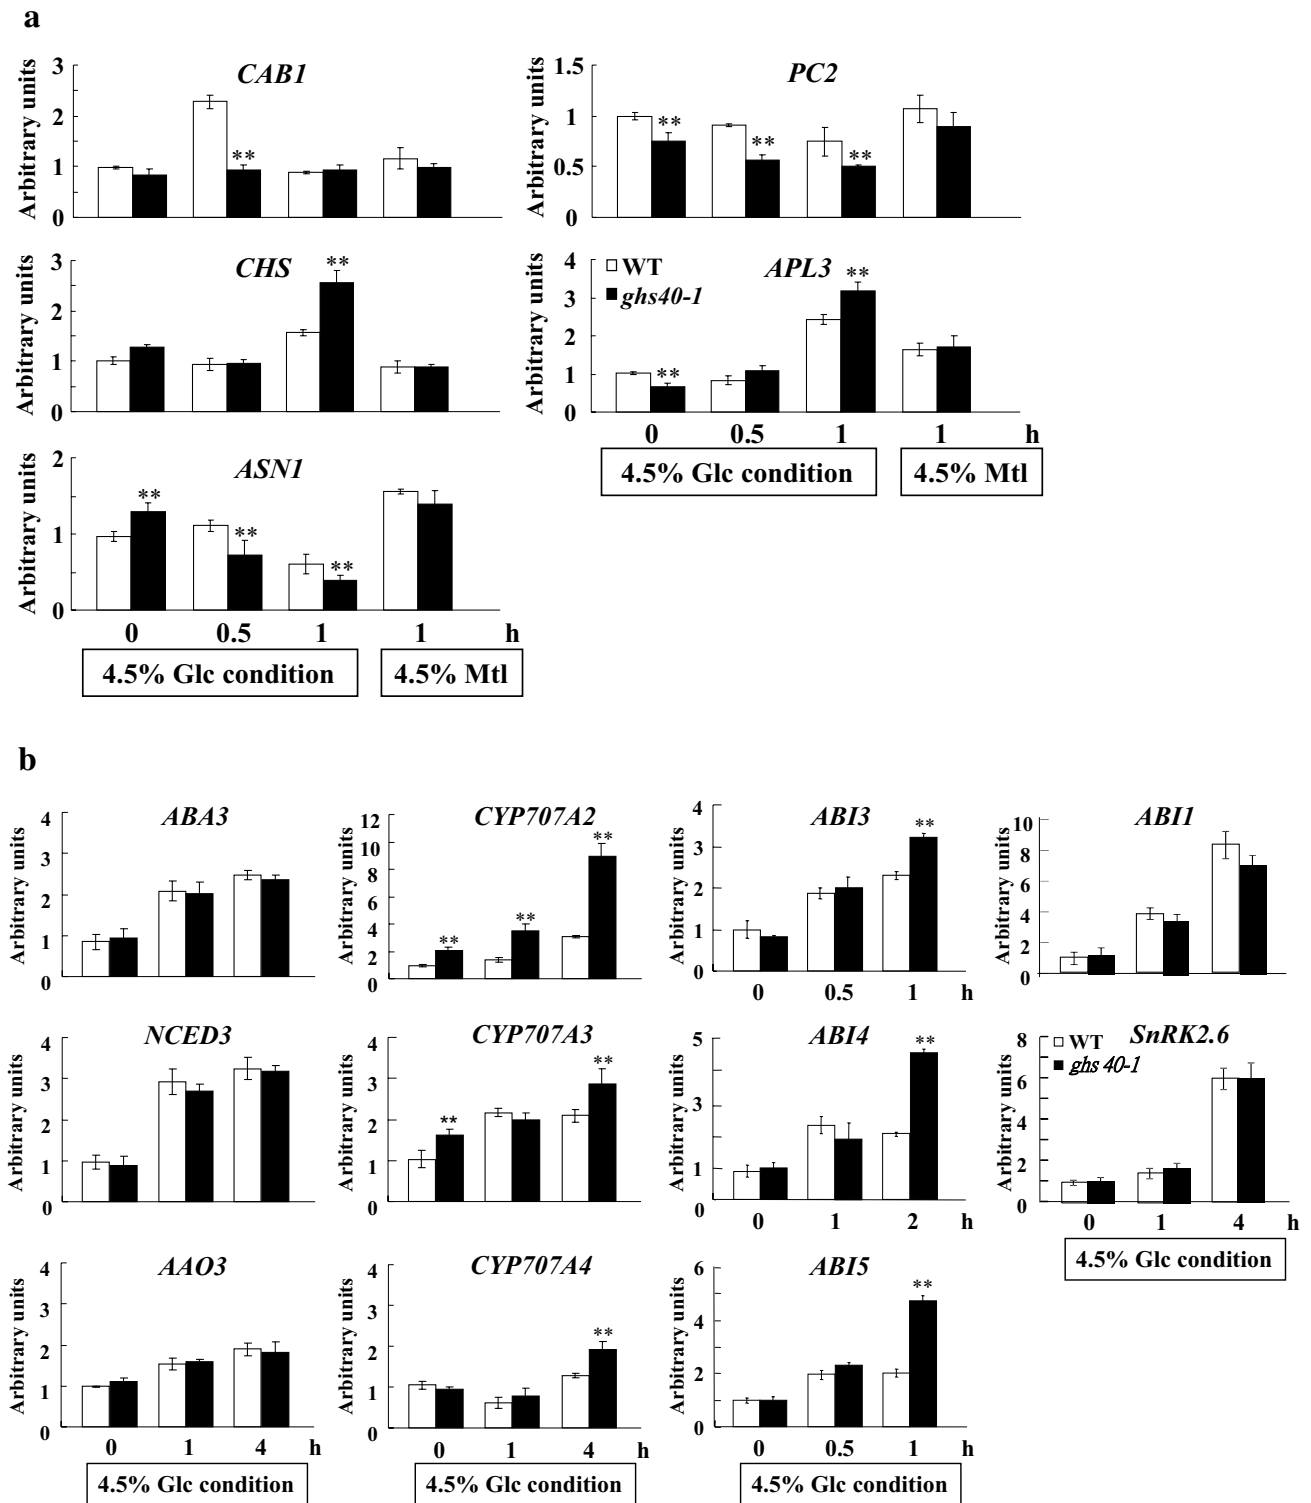 a
CAB1
Arbitrary units
3
2
1
0
**
PC2
Arbitrary units
1.5
1
0.5
0
** ** **
CHS
Arbitrary units
3
2
1
0
**
APL3
WT
ghs40-1
Arbitrary units
4
3
2
1
0
** **
0 0.5 1 1 h
4.5% Glc condition 4.5% Mtl
ASN1
Arbitrary units
2
1
0
** ** **
0 0.5 1 1 h
4.5% Glc condition 4.5% Mtl
b
ABA3
Arbitrary units
4
3
2
1
0
CYP707A2
Arbitrary units
12
10
8
6
4
2
0
** ** **
ABI3
Arbitrary units
4
3
2
1
0
**
0 0.5 1 h
ABI1
Arbitrary units
10
8
6
4
2
0
NCED3
Arbitrary units
4
3
2
1
0
CYP707A3
Arbitrary units
4
3
2
1
0
** **
ABI4
Arbitrary units
5
3
1
0
**
0 1 2 h
SnRK2.6
WT
ghs 40-1
Arbitrary units
8
6
4
2
0
0 1 4 h
4.5% Glc condition
AAO3
Arbitrary units
4
3
2
1
0
0 1 4 h
4.5% Glc condition
CYP707A4
Arbitrary units
4
3
2
1
0
**
0 1 4 h
4.5% Glc condition
ABI5
Arbitrary units
6
4
2
0
**
0 0.5 1 h
4.5% Glc condition